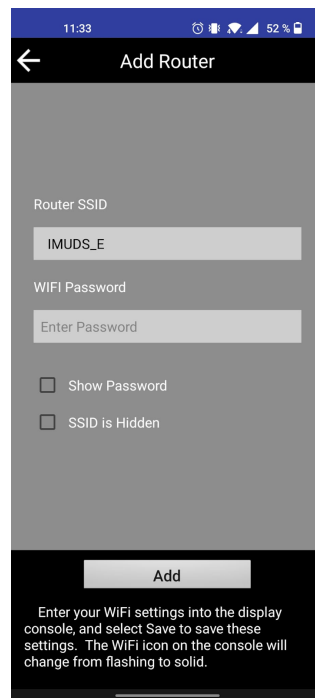 11:33
52 %
Add Router
Router SSID
IMUDS_E
WIFI Password
Enter Password
Show Password
SSID is Hidden
Add
Enter your WiFi settings into the display
console, and select Save to save these
settings. The WiFi icon on the console will
change from flashing to solid.